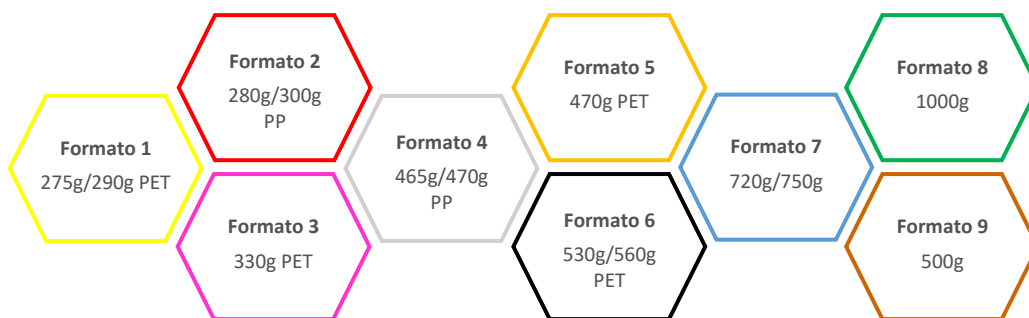 Formato 1
275g/290g PET
Formato 2
280g/300g
PP
Formato 3
330g PET
Formato 4
465g/470g
PP
Formato 5
470g PET
Formato 6
530g/560g
PET
Formato 7
720g/750g
Formato 8
1000g
Formato 9
500g